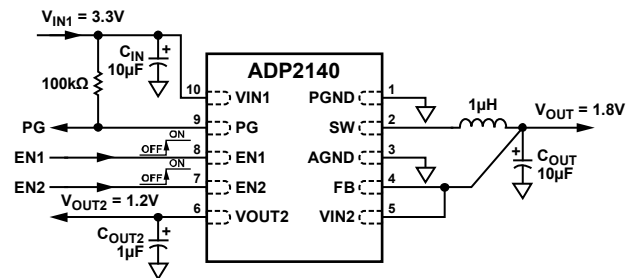 VIN1 = 3.3V
CIN
10µF
100kΩ
ADP2140
10
VIN1
PGND
1
1µH
VOUT = 1.8V
PG
9
PG
SW
2
ON
OFF
EN1
8
EN1
AGND
3
COUT
10µF
ON
OFF
EN2
7
EN2
FB
4
VOUT2 = 1.2V
6
VOUT2
VIN2
5
COUT2
1µF